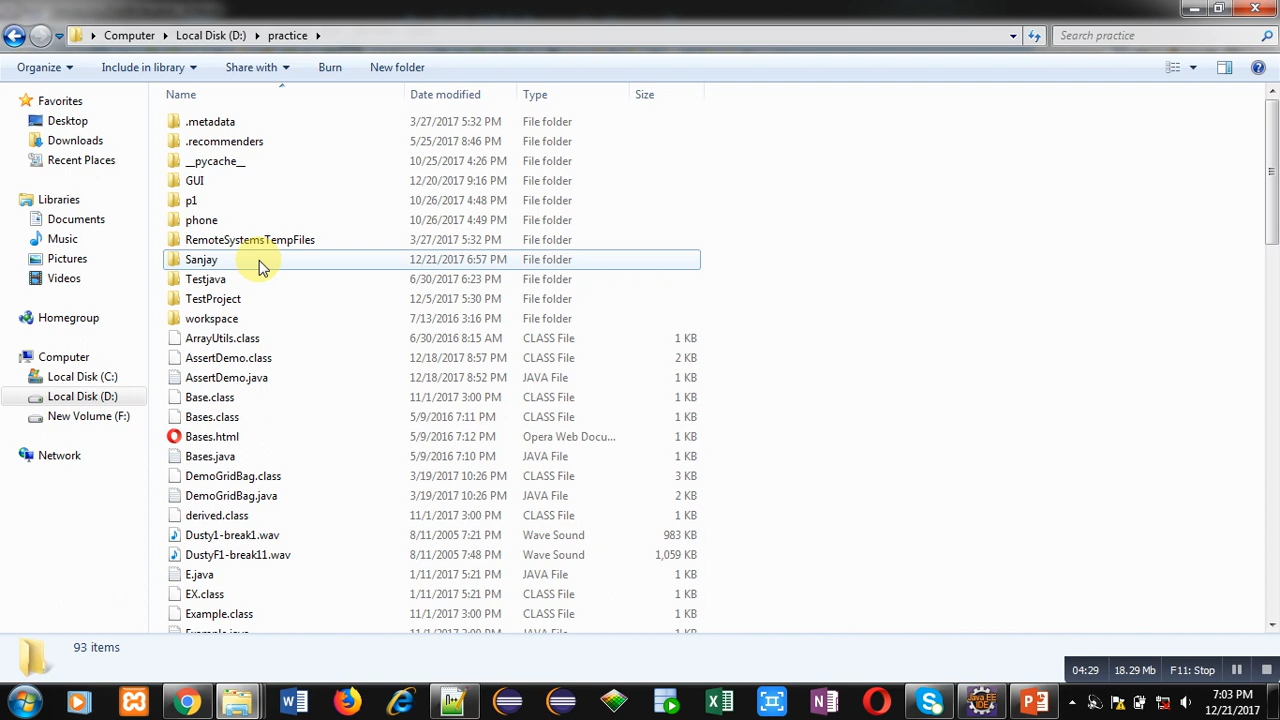 Computer Local Disk (D:) practice Search practice
Organize Include in library Share with Burn New folder
Name Date modified Type Size
Favorites
Desktop
Downloads
Recent Places
Libraries
Documents
Music
Pictures
Videos
Homegroup
Computer
Local Disk (C:)
Local Disk (D:)
New Volume (F:)
Network
.metadata 3/27/2017 5:32 PM File folder
.recommenders 5/25/2017 8:46 PM File folder
__pycache__ 10/25/2017 4:26 PM File folder
GUI 12/20/2017 9:16 PM File folder
p1 10/26/2017 4:48 PM File folder
phone 10/26/2017 4:49 PM File folder
RemoteSystemsTempFiles 3/27/2017 5:32 PM File folder
Sanjay 12/21/2017 6:57 PM File folder
Testjava 6/30/2017 6:23 PM File folder
TestProject 12/5/2017 5:30 PM File folder
workspace 7/13/2016 3:16 PM File folder
ArrayUtils.class 6/30/2016 8:15 AM CLASS File 1 KB
AssertDemo.class 12/18/2017 8:57 PM CLASS File 2 KB
AssertDemo.java 12/18/2017 8:52 PM JAVA File 1 KB
Base.class 11/1/2017 3:00 PM CLASS File 1 KB
Bases.class 5/9/2016 7:11 PM CLASS File 1 KB
Bases.html 5/9/2016 7:12 PM Opera Web Docu... 1 KB
Bases.java 5/9/2016 7:10 PM JAVA File 1 KB
DemoGridBag.class 3/19/2017 10:26 PM CLASS File 3 KB
DemoGridBag.java 3/19/2017 10:26 PM JAVA File 2 KB
derived.class 11/1/2017 3:00 PM CLASS File 1 KB
Dusty1-break1.wav 8/11/2005 7:21 PM Wave Sound 983 KB
DustyF1-break11.wav 8/11/2005 7:48 PM Wave Sound 1,059 KB
E.java 1/11/2017 5:21 PM JAVA File 1 KB
EX.class 1/11/2017 5:21 PM CLASS File 1 KB
Example.class 11/1/2017 3:00 PM CLASS File 1 KB
Example.java 11/1/2017 3:00 PM JAVA File 1 KB
93 items
04:29 18.29 Mb F11: Stop
Java EE
IDE
7:03 PM
12/21/2017